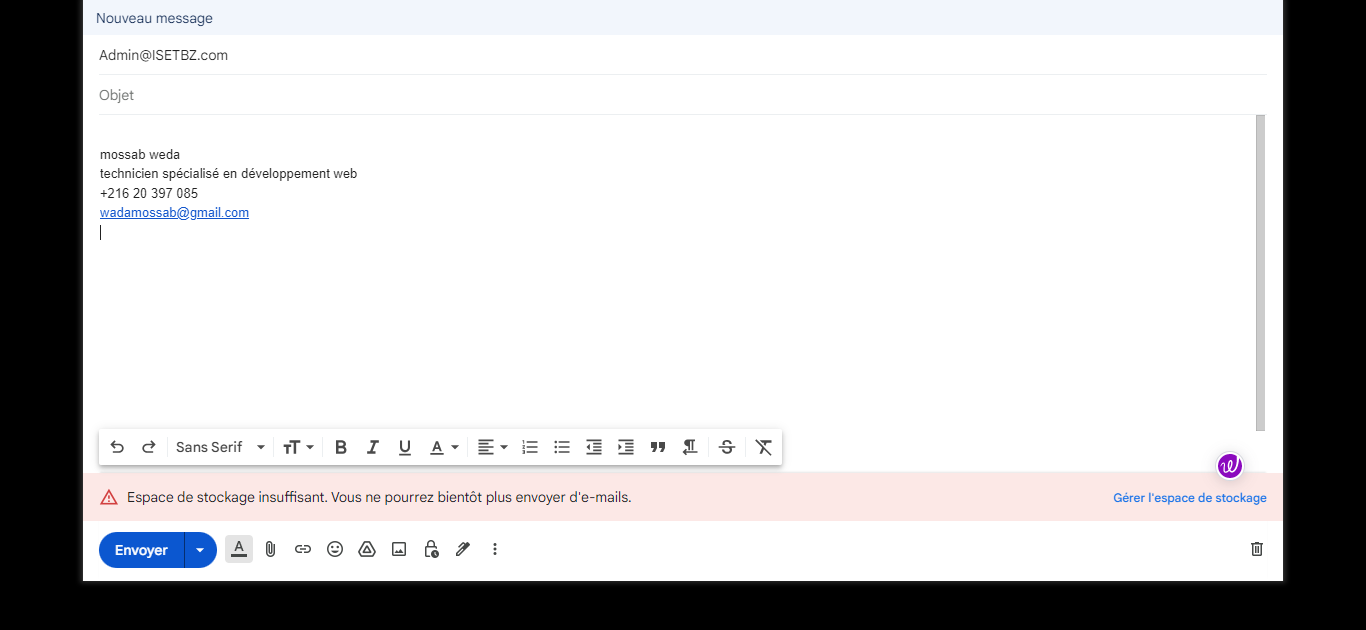 Nouveau message
Admin@ISETBZ.com
Objet
mossab weda
technicien spécialisé en développement web
+216 20 397 085
wadamossab@gmail.com
Sans Serif
Espace de stockage insuffisant. Vous ne pourrez bientôt plus envoyer d'e-mails.
Gérer l'espace de stockage
Envoyer